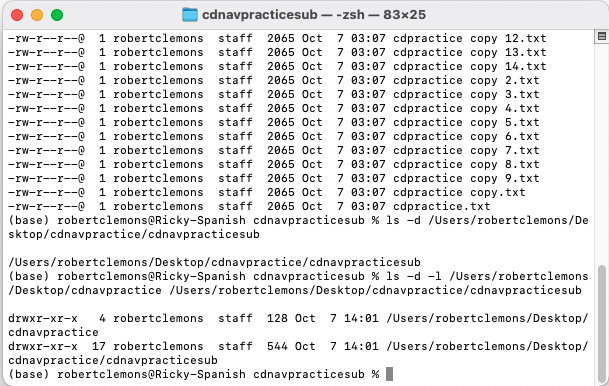 cdnavpracticesub — -zsh — 83×25
-rw-r--r--@  1 robertclemons  staff  2065 Oct  7 03:07 cdpractice copy 12.txt
-rw-r--r--@  1 robertclemons  staff  2065 Oct  7 03:07 cdpractice copy 13.txt
-rw-r--r--@  1 robertclemons  staff  2065 Oct  7 03:07 cdpractice copy 14.txt
-rw-r--r--@  1 robertclemons  staff  2065 Oct  7 03:07 cdpractice copy 2.txt
-rw-r--r--@  1 robertclemons  staff  2065 Oct  7 03:07 cdpractice copy 3.txt
-rw-r--r--@  1 robertclemons  staff  2065 Oct  7 03:07 cdpractice copy 4.txt
-rw-r--r--@  1 robertclemons  staff  2065 Oct  7 03:07 cdpractice copy 5.txt
-rw-r--r--@  1 robertclemons  staff  2065 Oct  7 03:07 cdpractice copy 6.txt
-rw-r--r--@  1 robertclemons  staff  2065 Oct  7 03:07 cdpractice copy 7.txt
-rw-r--r--@  1 robertclemons  staff  2065 Oct  7 03:07 cdpractice copy 8.txt
-rw-r--r--@  1 robertclemons  staff  2065 Oct  7 03:07 cdpractice copy 9.txt
-rw-r--r--@  1 robertclemons  staff  2065 Oct  7 03:07 cdpractice copy.txt
-rw-r--r--@  1 robertclemons  staff  2065 Oct  7 03:07 cdpractice.txt
(base) robertclemons@Ricky-Spanish cdnavpracticesub % ls -d /Users/robertclemons/De
sktop/cdnavpractice/cdnavpracticesub
/Users/robertclemons/Desktop/cdnavpractice/cdnavpracticesub
(base) robertclemons@Ricky-Spanish cdnavpracticesub % ls -d -l /Users/robertclemons
/Desktop/cdnavpractice /Users/robertclemons/Desktop/cdnavpractice/cdnavpracticesub
drwxr-xr-x   4 robertclemons  staff  128 Oct  7 14:01 /Users/robertclemons/Desktop/
cdnavpractice
drwxr-xr-x  17 robertclemons  staff  544 Oct  7 14:01 /Users/robertclemons/Desktop/
cdnavpractice/cdnavpracticesub
(base) robertclemons@Ricky-Spanish cdnavpracticesub %